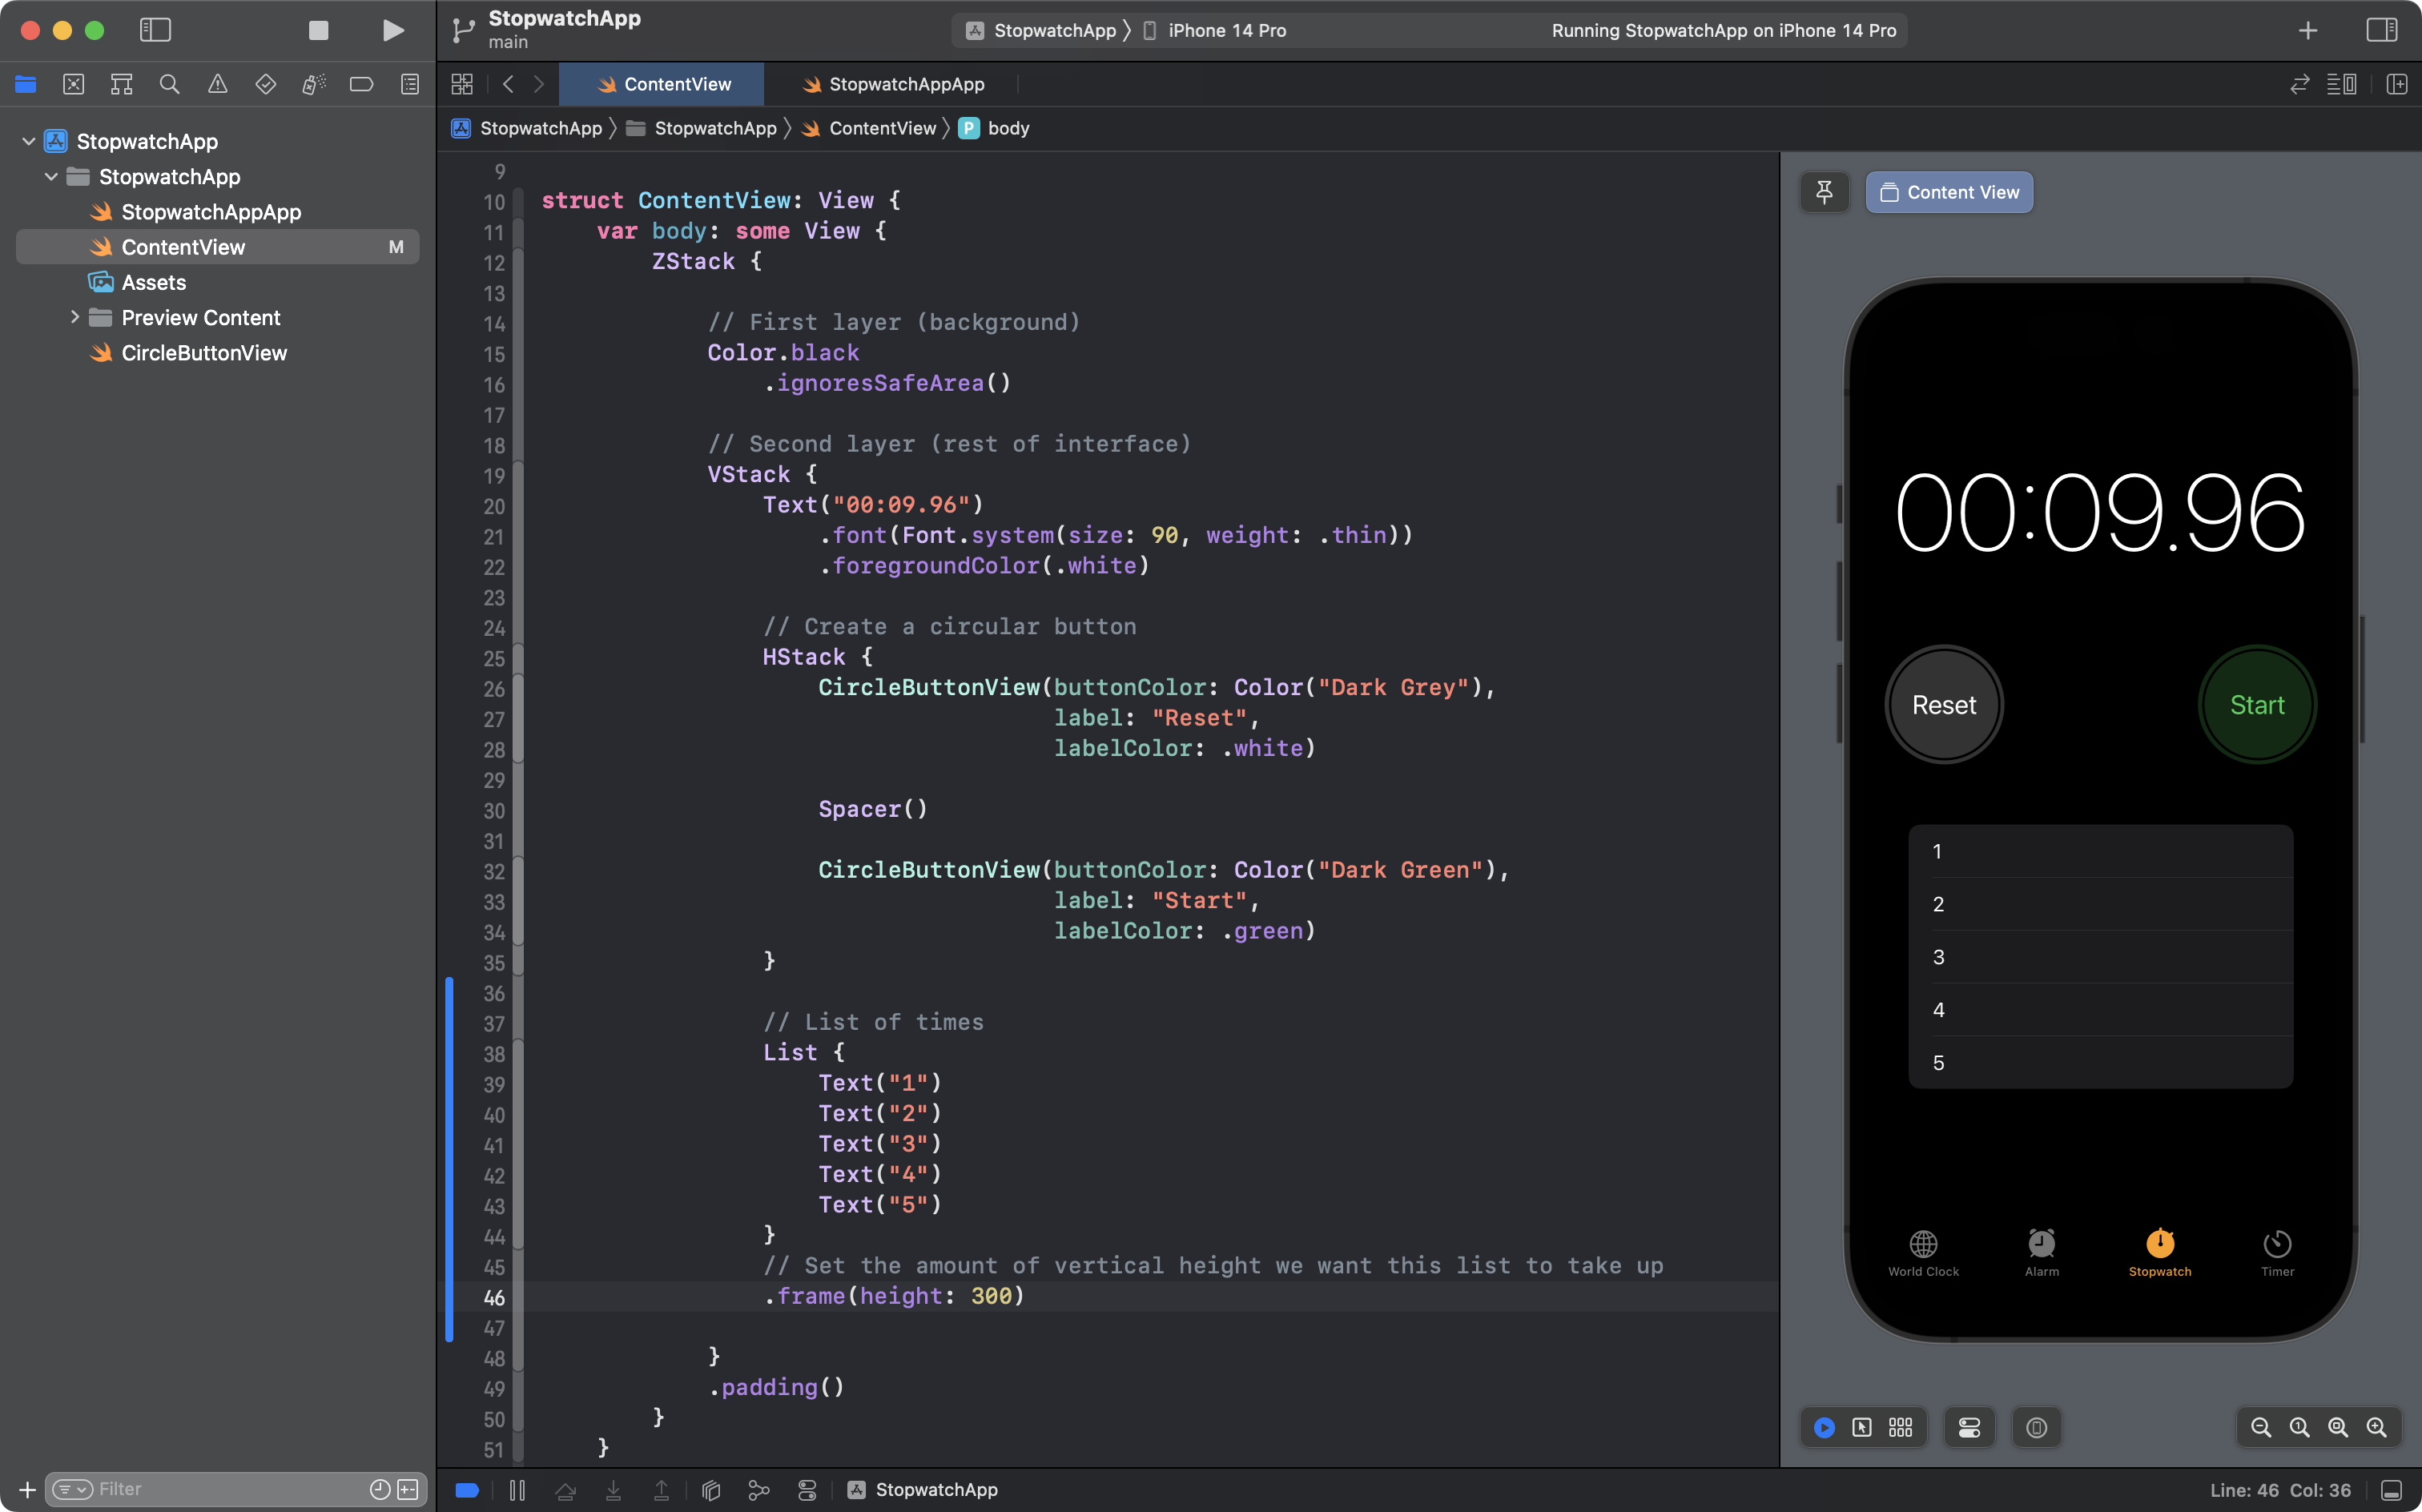 StopwatchApp
main
StopwatchApp
iPhone 14 Pro
Running StopwatchApp on iPhone 14 Pro
ContentView
StopwatchAppApp
StopwatchApp
StopwatchApp
ContentView
P
body
StopwatchApp
StopwatchApp
StopwatchAppApp
ContentView M
Assets
Preview Content
CircleButtonView
9
10 struct ContentView: View {
11 var body: some View {
12 ZStack {
13
14 // First layer (background)
15 Color.black
16 .ignoresSafeArea()
17
18 // Second layer (rest of interface)
19 VStack {
20 Text("00:09.96")
21 .font(Font.system(size: 90, weight: .thin))
22 .foregroundColor(.white)
23
24 // Create a circular button
25 HStack {
26 CircleButtonView(buttonColor: Color("Dark Grey"),
27 label: "Reset",
28 labelColor: .white)
29
30 Spacer()
31
32 CircleButtonView(buttonColor: Color("Dark Green"),
33 label: "Start",
34 labelColor: .green)
35 }
36
37 // List of times
38 List {
39 Text("1")
40 Text("2")
41 Text("3")
42 Text("4")
43 Text("5")
44 }
45 // Set the amount of vertical height we want this list to take up
46 .frame(height: 300)
47
48 }
49 .padding()
50 }
51 }
Content View
00:09.96
Reset
Start
1
2
3
4
5
World Clock
Alarm
Stopwatch
Timer
Filter
StopwatchApp
Line: 46 Col: 36